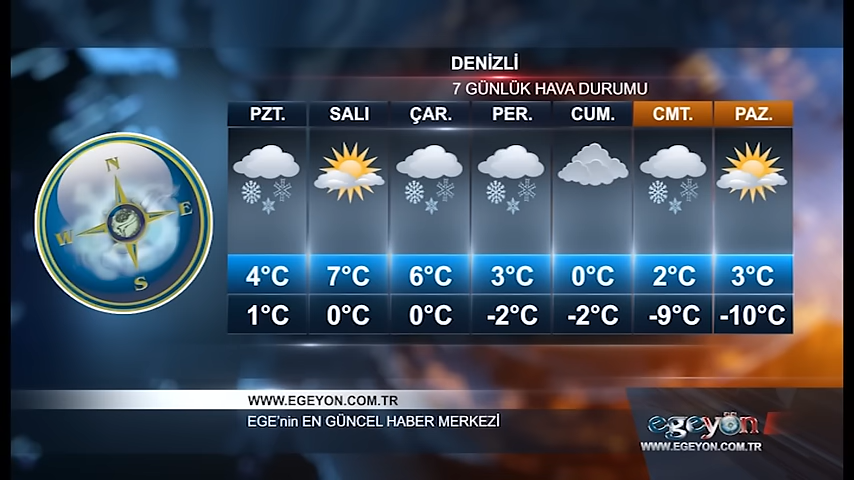 DENİZLİ
7 GÜNLÜK HAVA DURUMU
PZT. SALI ÇAR. PER. CUM. CMT. PAZ.
4°C 7°C 6°C 3°C 0°C 2°C 3°C
1°C 0°C 0°C -2°C -2°C -9°C -10°C
N
E
W
S
WWW.EGEYON.COM.TR
EGE'nin EN GÜNCEL HABER MERKEZİ
egeyön
WWW.EGEYON.COM.TR